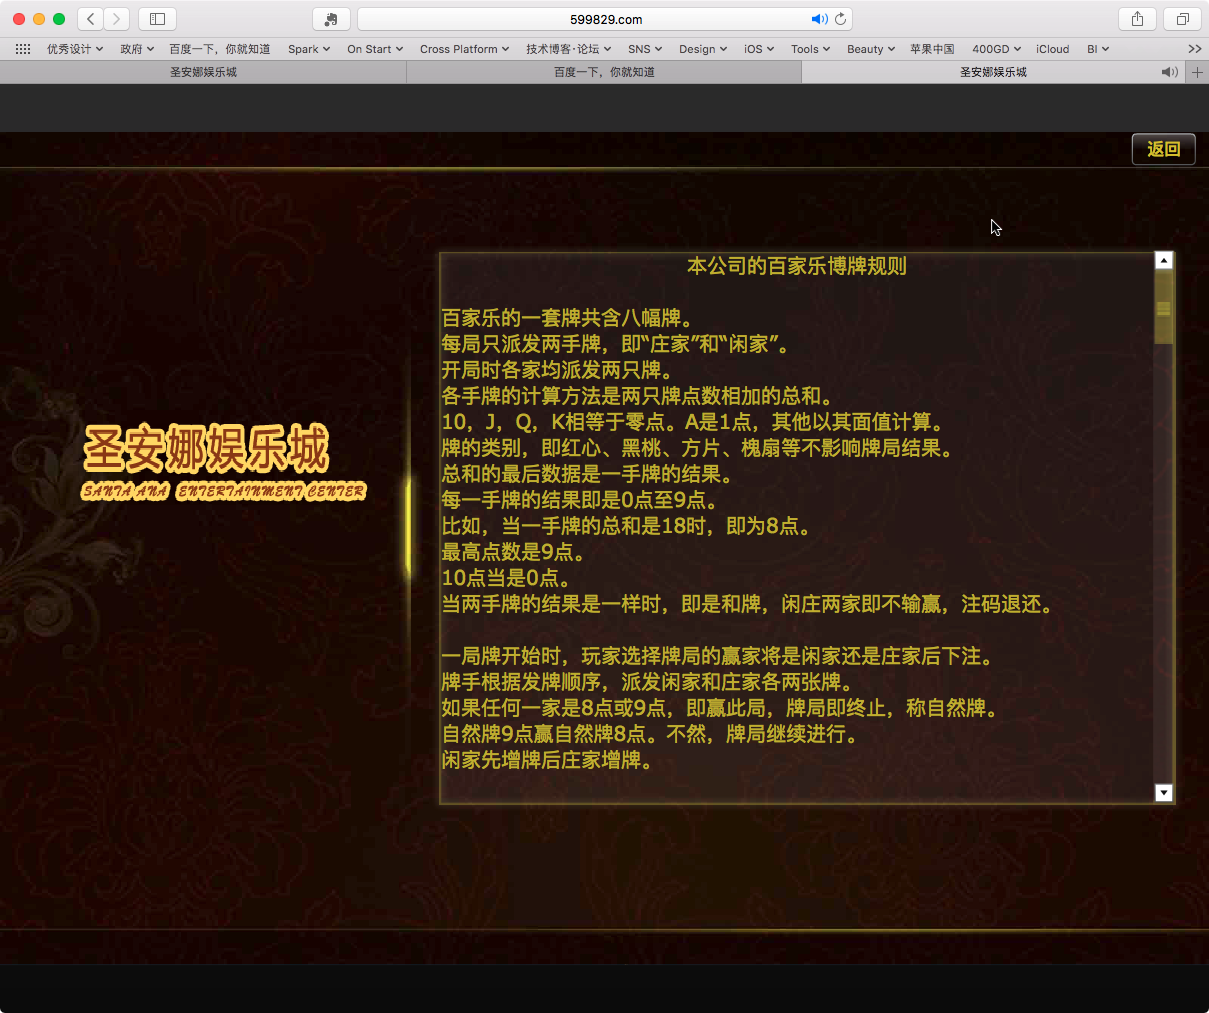 599829.com
优秀设计 政府 百度一下，你就知道 Spark On Start Cross Platform 技术博客·论坛 SNS Design iOS Tools Beauty 苹果中国 400GD iCloud BI
圣安娜娱乐城 百度一下，你就知道 圣安娜娱乐城
返回
圣安娜娱乐城
SANTA ANA ENTERTAINMENT CENTER
本公司的百家乐博牌规则
百家乐的一套牌共含八幅牌。
每局只派发两手牌，即“庄家”和“闲家”。
开局时各家均派发两只牌。
各手牌的计算方法是两只牌点数相加的总和。
10，J，Q，K相等于零点。A是1点，其他以其面值计算。
牌的类别，即红心、黑桃、方片、槐扇等不影响牌局结果。
总和的最后数据是一手牌的结果。
每一手牌的结果即是0点至9点。
比如，当一手牌的总和是18时，即为8点。
最高点数是9点。
10点当是0点。
当两手牌的结果是一样时，即是和牌，闲庄两家即不输赢，注码退还。
一局牌开始时，玩家选择牌局的赢家将是闲家还是庄家后下注。
牌手根据发牌顺序，派发闲家和庄家各两张牌。
如果任何一家是8点或9点，即赢此局，牌局即终止，称自然牌。
自然牌9点赢自然牌8点。不然，牌局继续进行。
闲家先增牌后庄家增牌。